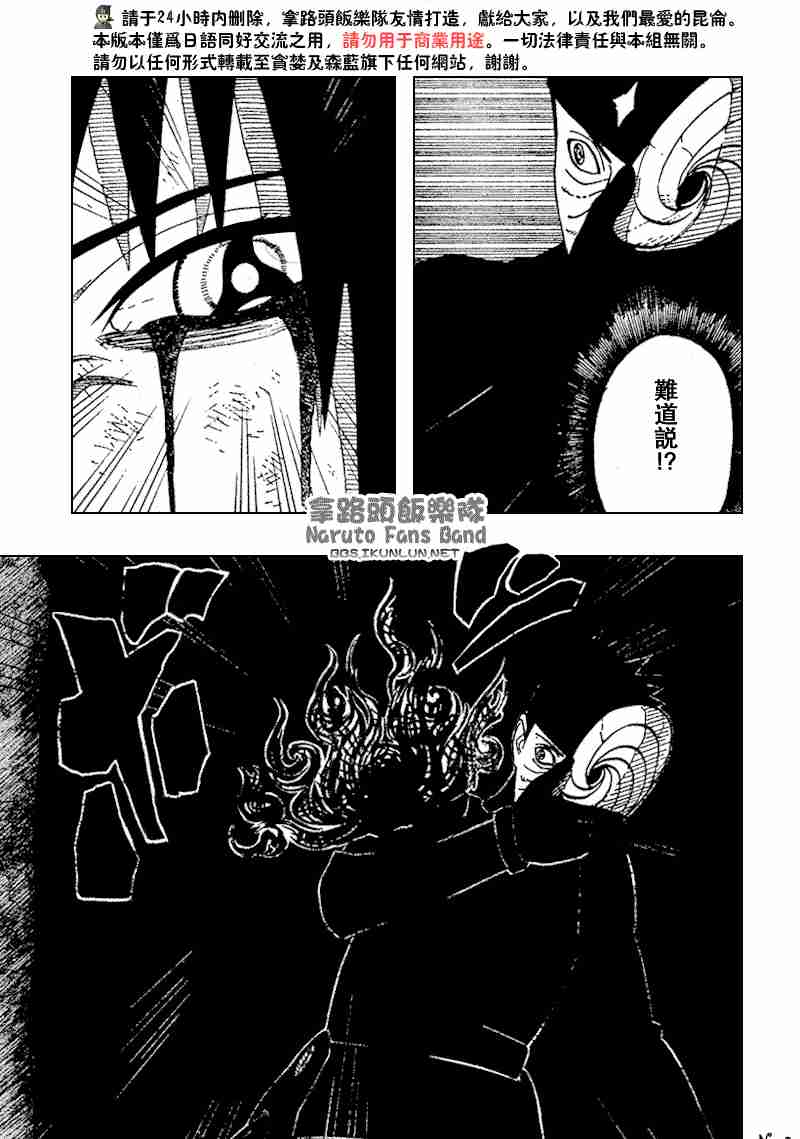 請于24小時内删除，拿路頭飯樂隊友情打造，獻給大家，以及我們最愛的昆侖。
本版本僅爲日語同好交流之用，請勿用于商業用途。一切法律責任與本組無關。
請勿以任何形式轉載至貪婪及森藍旗下任何網站，謝謝。
難道説!?
拿路頭飯樂隊
Naruto Fans Band
BBS.IKUNLUN.NET